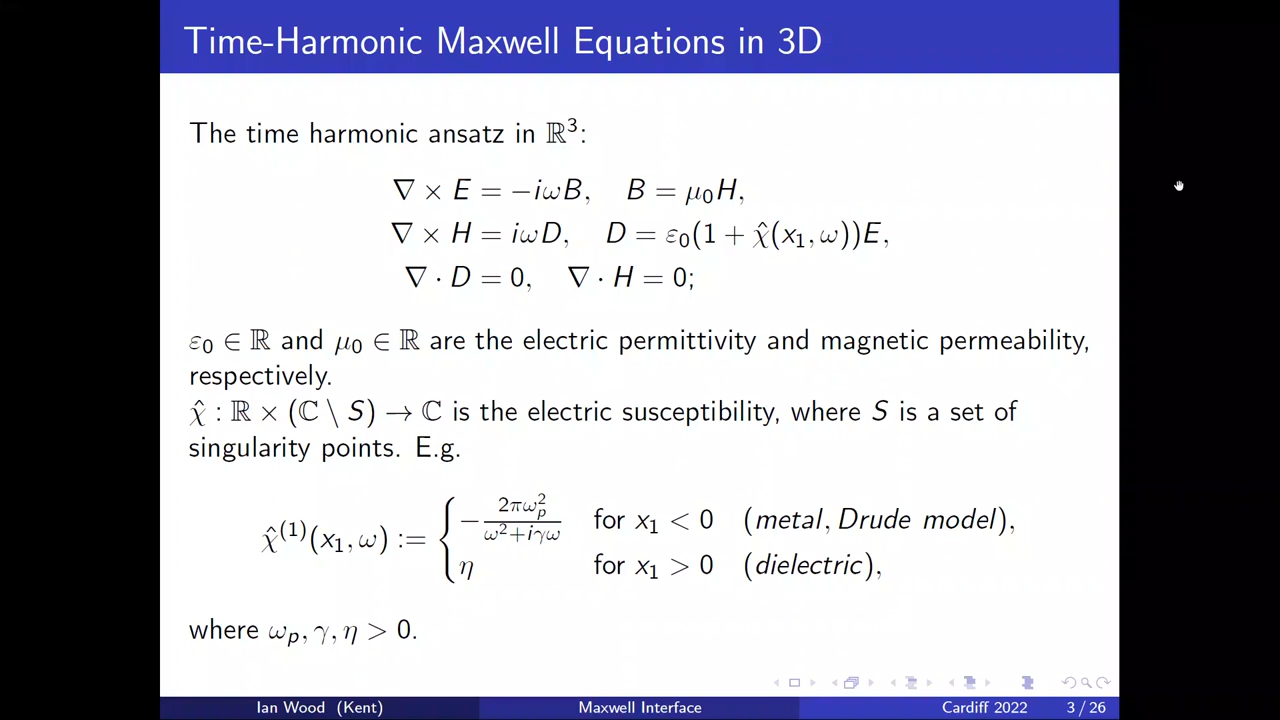 Time-Harmonic Maxwell Equations in 3D
The time harmonic ansatz in ℝ³:
∇ × E = −iωB, B = μ₀H,
∇ × H = iωD, D = ε₀(1 + χ̂(x₁, ω))E,
∇ · D = 0, ∇ · H = 0;
ε₀ ∈ ℝ and μ₀ ∈ ℝ are the electric permittivity and magnetic permeability,
respectively.
χ̂ : ℝ × (ℂ \ S) → ℂ is the electric susceptibility, where S is a set of
singularity points. E.g.
χ̂⁽¹⁾(x₁, ω) := { −2πωₚ²/(ω² + iγω) for x₁ < 0 (metal, Drude model),
η for x₁ > 0 (dielectric),
where ωₚ, γ, η > 0.
Ian Wood (Kent) Maxwell Interface Cardiff 2022 3 / 26